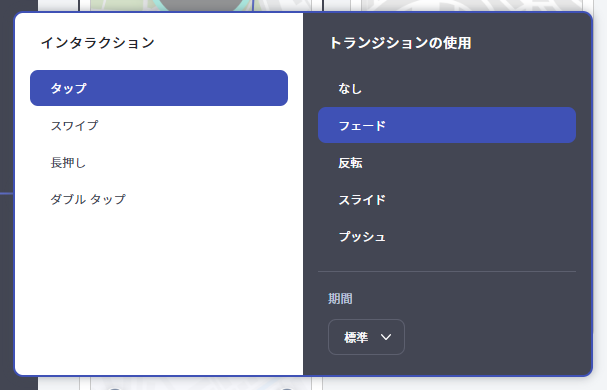 インタラクション
タップ
スワイプ
長押し
ダブル タップ
トランジションの使用
なし
フェード
反転
スライド
プッシュ
期間
標準